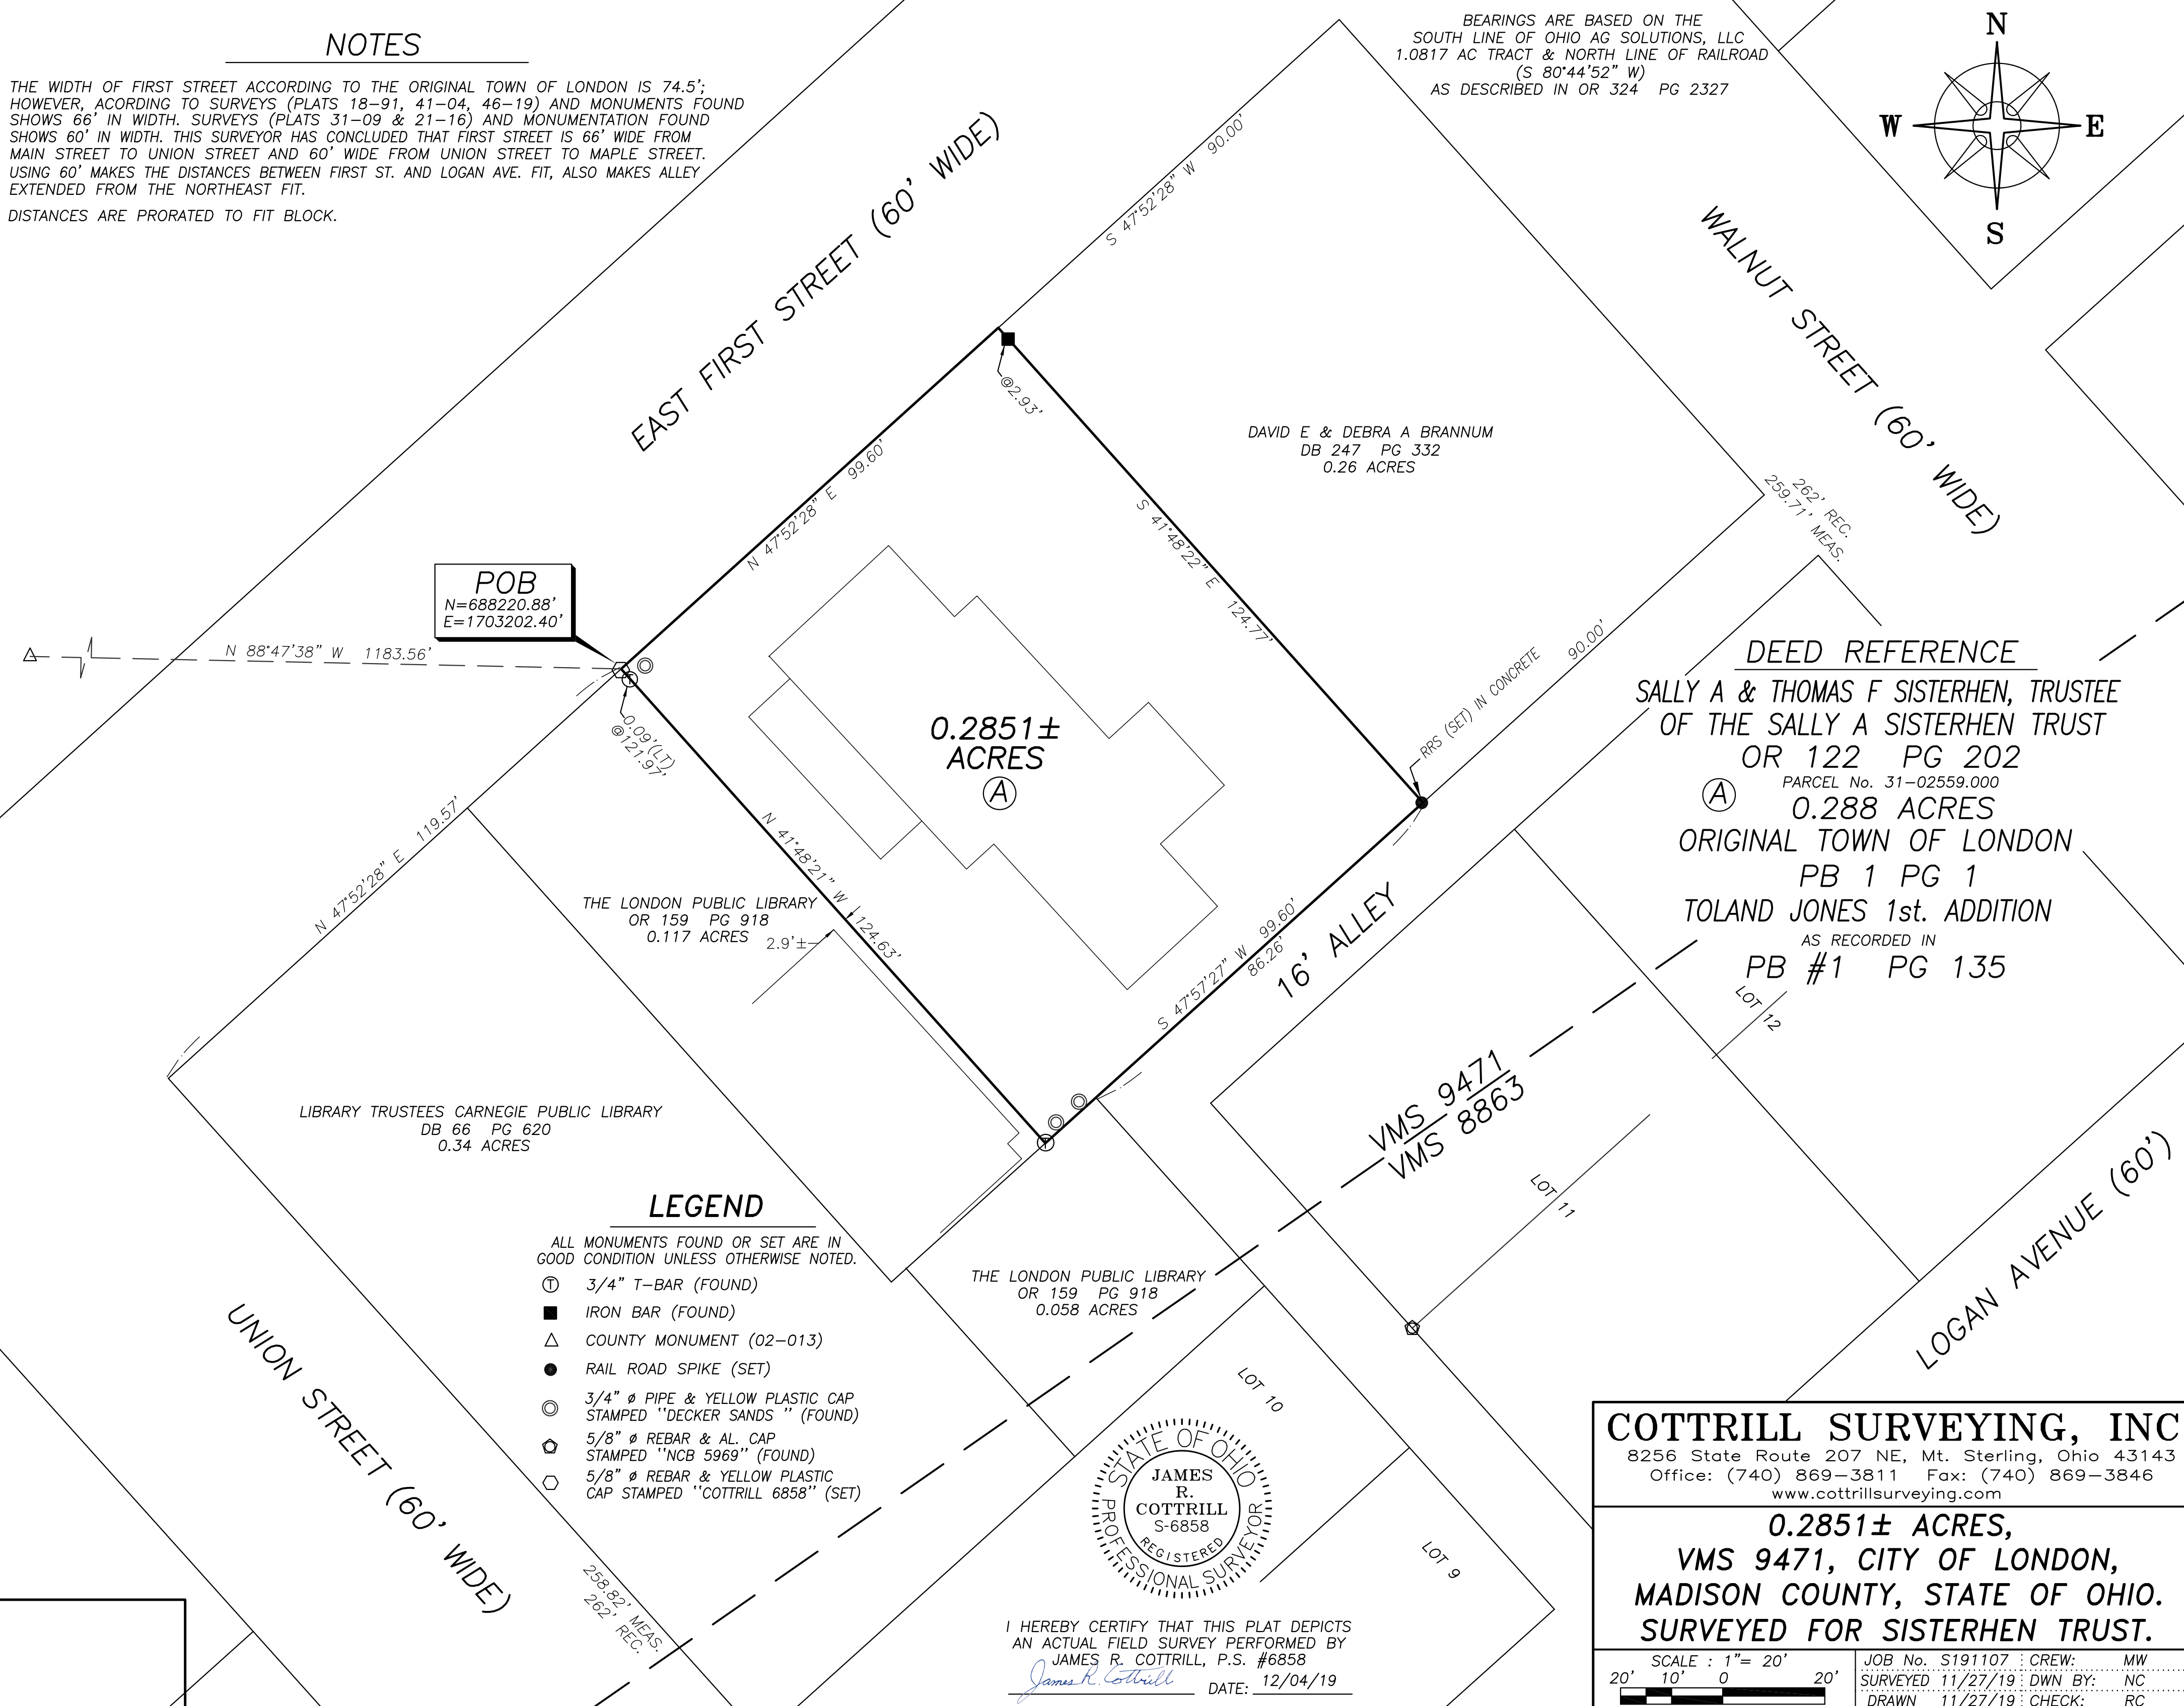 NOTES
THE WIDTH OF FIRST STREET ACCORDING TO THE ORIGINAL TOWN OF LONDON IS 74.5';
HOWEVER, ACORDING TO SURVEYS (PLATS 18-91, 41-04, 46-19) AND MONUMENTS FOUND
SHOWS 66' IN WIDTH. SURVEYS (PLATS 31-09 & 21-16) AND MONUMENTATION FOUND
SHOWS 60' IN WIDTH. THIS SURVEYOR HAS CONCLUDED THAT FIRST STREET IS 66' WIDE FROM
MAIN STREET TO UNION STREET AND 60' WIDE FROM UNION STREET TO MAPLE STREET.
USING 60' MAKES THE DISTANCES BETWEEN FIRST ST. AND LOGAN AVE. FIT, ALSO MAKES ALLEY
EXTENDED FROM THE NORTHEAST FIT.
DISTANCES ARE PRORATED TO FIT BLOCK.
BEARINGS ARE BASED ON THE
SOUTH LINE OF OHIO AG SOLUTIONS, LLC
1.0817 AC TRACT & NORTH LINE OF RAILROAD
(S 80°44'52" W)
AS DESCRIBED IN OR 324 PG 2327
N
W
E
S
EAST FIRST STREET (60' WIDE)
S 47°52'28" W 90.00'
WALNUT STREET (60' WIDE)
@2.93'
DAVID E & DEBRA A BRANNUM
DB 247 PG 332
0.26 ACRES
N 47°52'28" E 99.60'
S 41°48'22" E 124.77'
262' REC.
259.71' MEAS.
POB
N=688220.88'
E=1703202.40'
N 88°47'38" W 1183.56'
0.09'(LT)
@121.97'
0.2851±
ACRES
A
RRS (SET) IN CONCRETE
90.00'
DEED REFERENCE
SALLY A & THOMAS F SISTERHEN, TRUSTEE
OF THE SALLY A SISTERHEN TRUST
OR 122 PG 202
PARCEL No. 31-02559.000
A
0.288 ACRES
ORIGINAL TOWN OF LONDON
PB 1 PG 1
TOLAND JONES 1st. ADDITION
AS RECORDED IN
PB #1 PG 135
N 47°52'28" E 119.57'
N 41°48'21" W 124.63'
THE LONDON PUBLIC LIBRARY
OR 159 PG 918
0.117 ACRES
2.9'±
S 47°57'27" W 99.60'
86.26'
16' ALLEY
LOT 12
VMS 9471
VMS 8863
LIBRARY TRUSTEES CARNEGIE PUBLIC LIBRARY
DB 66 PG 620
0.34 ACRES
LOT 11
LOGAN AVENUE (60')
LEGEND
ALL MONUMENTS FOUND OR SET ARE IN
GOOD CONDITION UNLESS OTHERWISE NOTED.
T 3/4" T-BAR (FOUND)
IRON BAR (FOUND)
COUNTY MONUMENT (02-013)
RAIL ROAD SPIKE (SET)
3/4" ø PIPE & YELLOW PLASTIC CAP
STAMPED "DECKER SANDS " (FOUND)
5/8" ø REBAR & AL. CAP
STAMPED "NCB 5969" (FOUND)
5/8" ø REBAR & YELLOW PLASTIC
CAP STAMPED "COTTRILL 6858" (SET)
THE LONDON PUBLIC LIBRARY
OR 159 PG 918
0.058 ACRES
UNION STREET (60' WIDE)
258.82' MEAS.
262' REC.
LOT 10
LOT 9
STATE OF OHIO
JAMES
R.
COTTRILL
S-6858
REGISTERED
PROFESSIONAL SURVEYOR
I HEREBY CERTIFY THAT THIS PLAT DEPICTS
AN ACTUAL FIELD SURVEY PERFORMED BY
JAMES R. COTTRILL, P.S. #6858
James R. Cottrill DATE: 12/04/19
COTTRILL SURVEYING, INC
8256 State Route 207 NE, Mt. Sterling, Ohio 43143
Office: (740) 869-3811 Fax: (740) 869-3846
www.cottrillsurveying.com
0.2851± ACRES,
VMS 9471, CITY OF LONDON,
MADISON COUNTY, STATE OF OHIO.
SURVEYED FOR SISTERHEN TRUST.
SCALE : 1"= 20'
20' 10' 0 20'
JOB No. S191107 CREW: MW
SURVEYED 11/27/19 DWN BY: NC
DRAWN 11/27/19 CHECK: RC